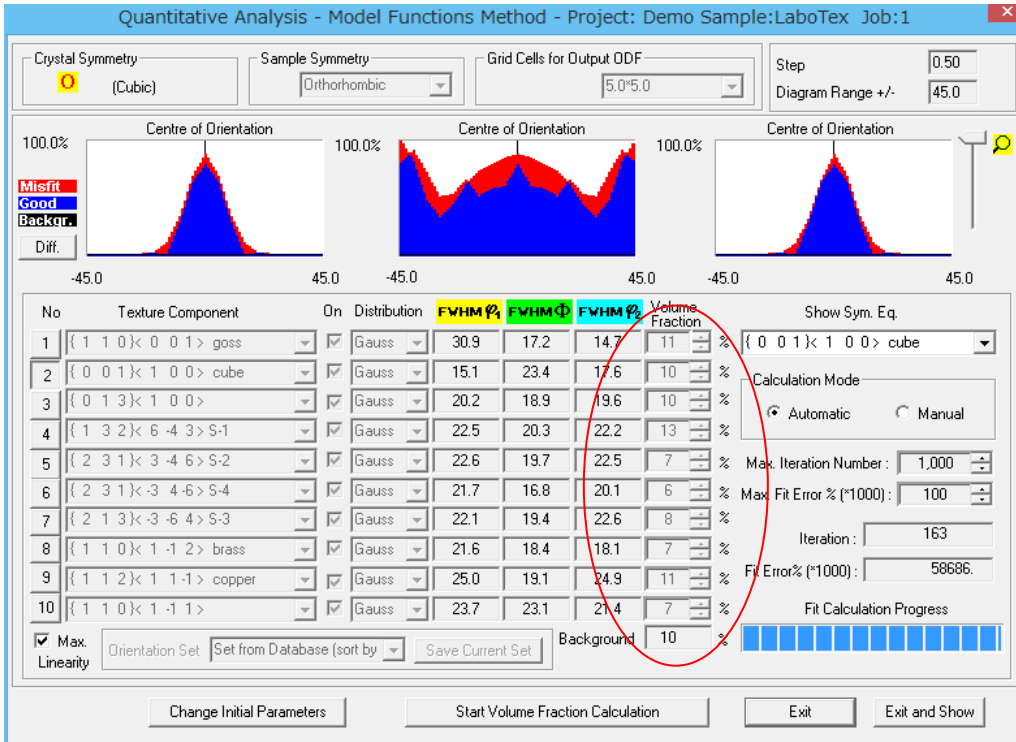 Quantitative Analysis - Model Functions Method - Project: Demo Sample:LaboTex Job:1
Crystal Symmetry
O (Cubic)
Sample Symmetry
Orthorhombic
Grid Cells for Output ODF
5.0*5.0
Step 0.50
Diagram Range +/- 45.0
Centre of Orientation Centre of Orientation Centre of Orientation
100.0% 100.0% 100.0%
Misfit
Good
Backgr.
Diff.
-45.0 45.0 -45.0 45.0 -45.0 45.0
No Texture Component On Distribution FWHM φ1 FWHM Φ FWHM φ2 Volume Fraction
1 { 1 1 0}< 0 0 1> goss Gauss 30.9 17.2 14.7 11 %
2 { 0 0 1}< 1 0 0> cube Gauss 15.1 23.4 17.6 10 %
3 { 0 1 3}< 1 0 0> Gauss 20.2 18.9 19.6 10 %
4 { 1 3 2}< 6 -4 3> S-1 Gauss 22.5 20.3 22.2 13 %
5 { 2 3 1}< 3 -4 6> S-2 Gauss 22.6 19.7 22.5 7 %
6 { 2 3 1}< -3 4 -6> S-4 Gauss 21.7 16.8 20.1 6 %
7 { 2 1 3}< -3 -6 4> S-3 Gauss 22.1 19.4 22.6 8 %
8 { 1 1 0}< 1 -1 2> brass Gauss 21.6 18.4 18.1 7 %
9 { 1 1 2}< 1 1 -1> copper Gauss 25.0 19.1 24.9 11 %
10 { 1 1 0}< 1 -1 1> Gauss 23.7 23.1 21.4 7 %
Background 10 %
Max. Linearity
Orientation Set Set from Database (sort by Save Current Set
Show Sym. Eq.
{ 0 0 1}< 1 0 0> cube
Calculation Mode
Automatic Manual
Max. Iteration Number : 1,000
Max. Fit Error % (*1000) : 100
Iteration : 163
Fit Error% (*1000) : 58686.
Fit Calculation Progress
Change Initial Parameters Start Volume Fraction Calculation Exit Exit and Show